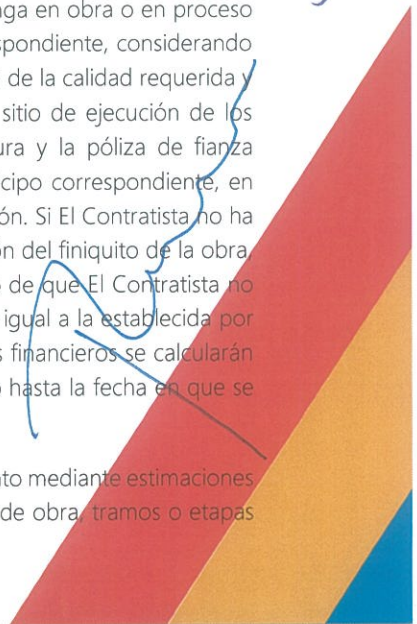 aga en obra o en proceso
spondiente, considerando
de la calidad requerida y
sitio de ejecución de los
ura y la póliza de fianza
cipo correspondiente, en
ón. Si El Contratista no ha
ón del finiquito de la obra,
de que El Contratista no
igual a la establecida por
s financieros se calcularán
o hasta la fecha en que se
to mediante estimaciones
de obra, tramos o etapas